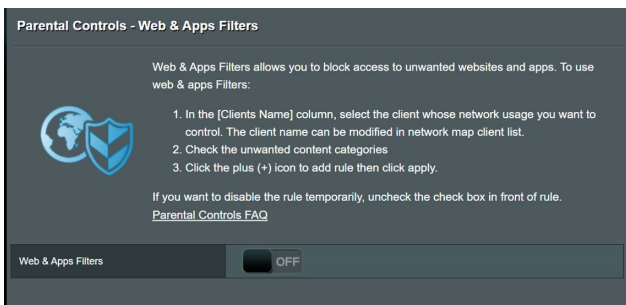 Parental Controls - Web & Apps Filters
Web & Apps Filters allows you to block access to unwanted websites and apps. To use
web & apps Filters:
1. In the [Clients Name] column, select the client whose network usage you want to
control. The client name can be modified in network map client list.
2. Check the unwanted content categories
3. Click the plus (+) icon to add rule then click apply.
If you want to disable the rule temporarily, uncheck the check box in front of rule.
Parental Controls FAQ
Web & Apps Filters
OFF